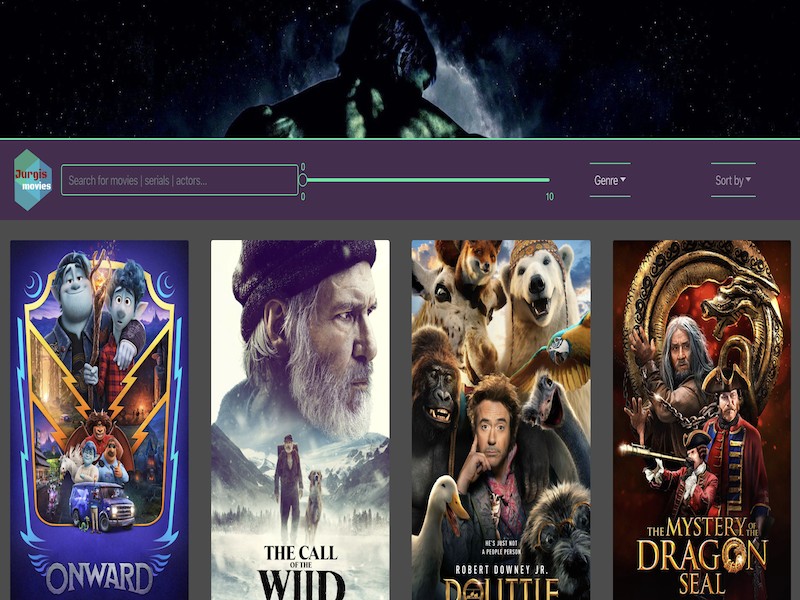 Jurgis
movies
Search for movies | serials | actors...
0
0
10
Genre
Sort by
ONWARD
THE CALL
OF THE
WILD
HE'S JUST NOT
A PEOPLE PERSON
ROBERT DOWNEY JR.
DOLITTLE
THE MYSTERY OF THE
DRAGON
SEAL